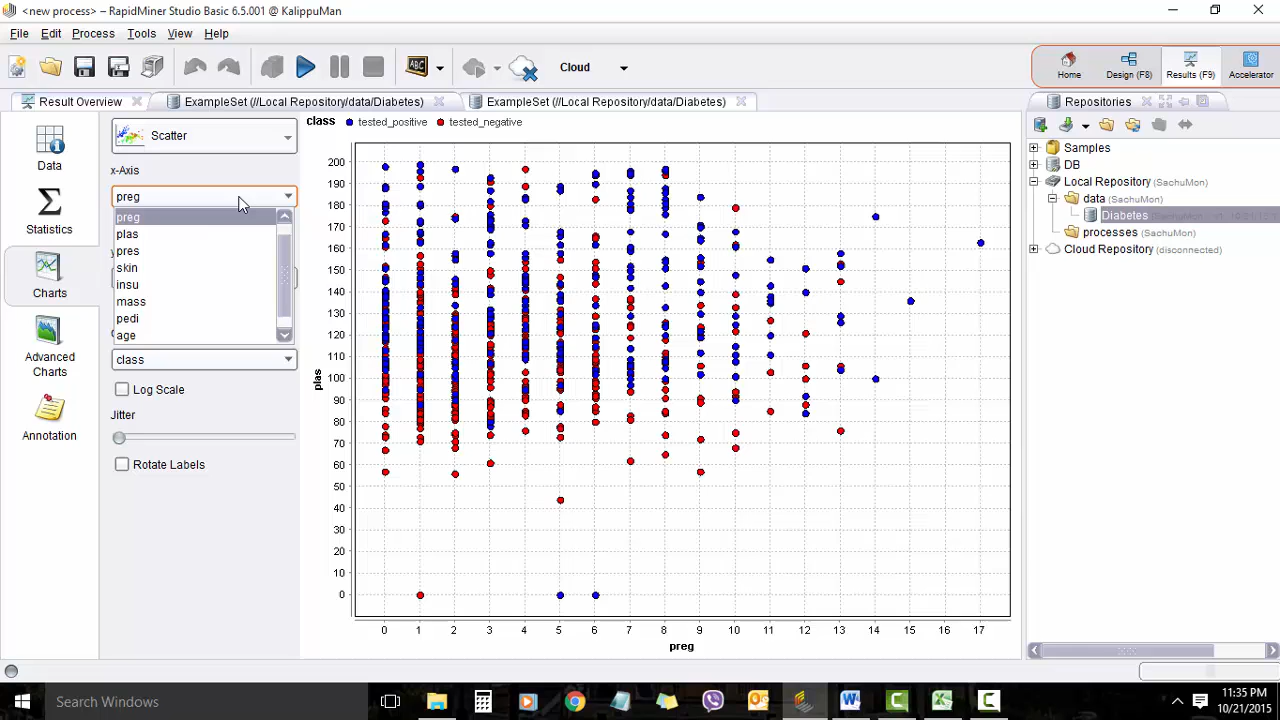 <new process> – RapidMiner Studio Basic 6.5.001 @ KalippuMan
File Edit Process Tools View Help
Cloud
Home Design (F8) Results (F9) Accelerator
Result Overview ExampleSet (//Local Repository/data/Diabetes) ExampleSet (//Local Repository/data/Diabetes)
Repositories
Data
Statistics
Charts
Advanced
Charts
Annotation
Scatter
x-Axis
preg
preg
plas
pres
skin
insu
mass
pedi
age
class
Log Scale
Jitter
Rotate Labels
class tested_positive tested_negative
200
190
180
170
160
150
140
130
120
110
100
90
80
70
60
50
40
30
20
10
0
plas
0 1 2 3 4 5 6 7 8 9 10 11 12 13 14 15 16 17
preg
Samples
DB
Local Repository (SachuMon)
data (SachuMon)
Diabetes
processes (SachuMon)
Cloud Repository (disconnected)
Search Windows
11:35 PM
10/21/2015